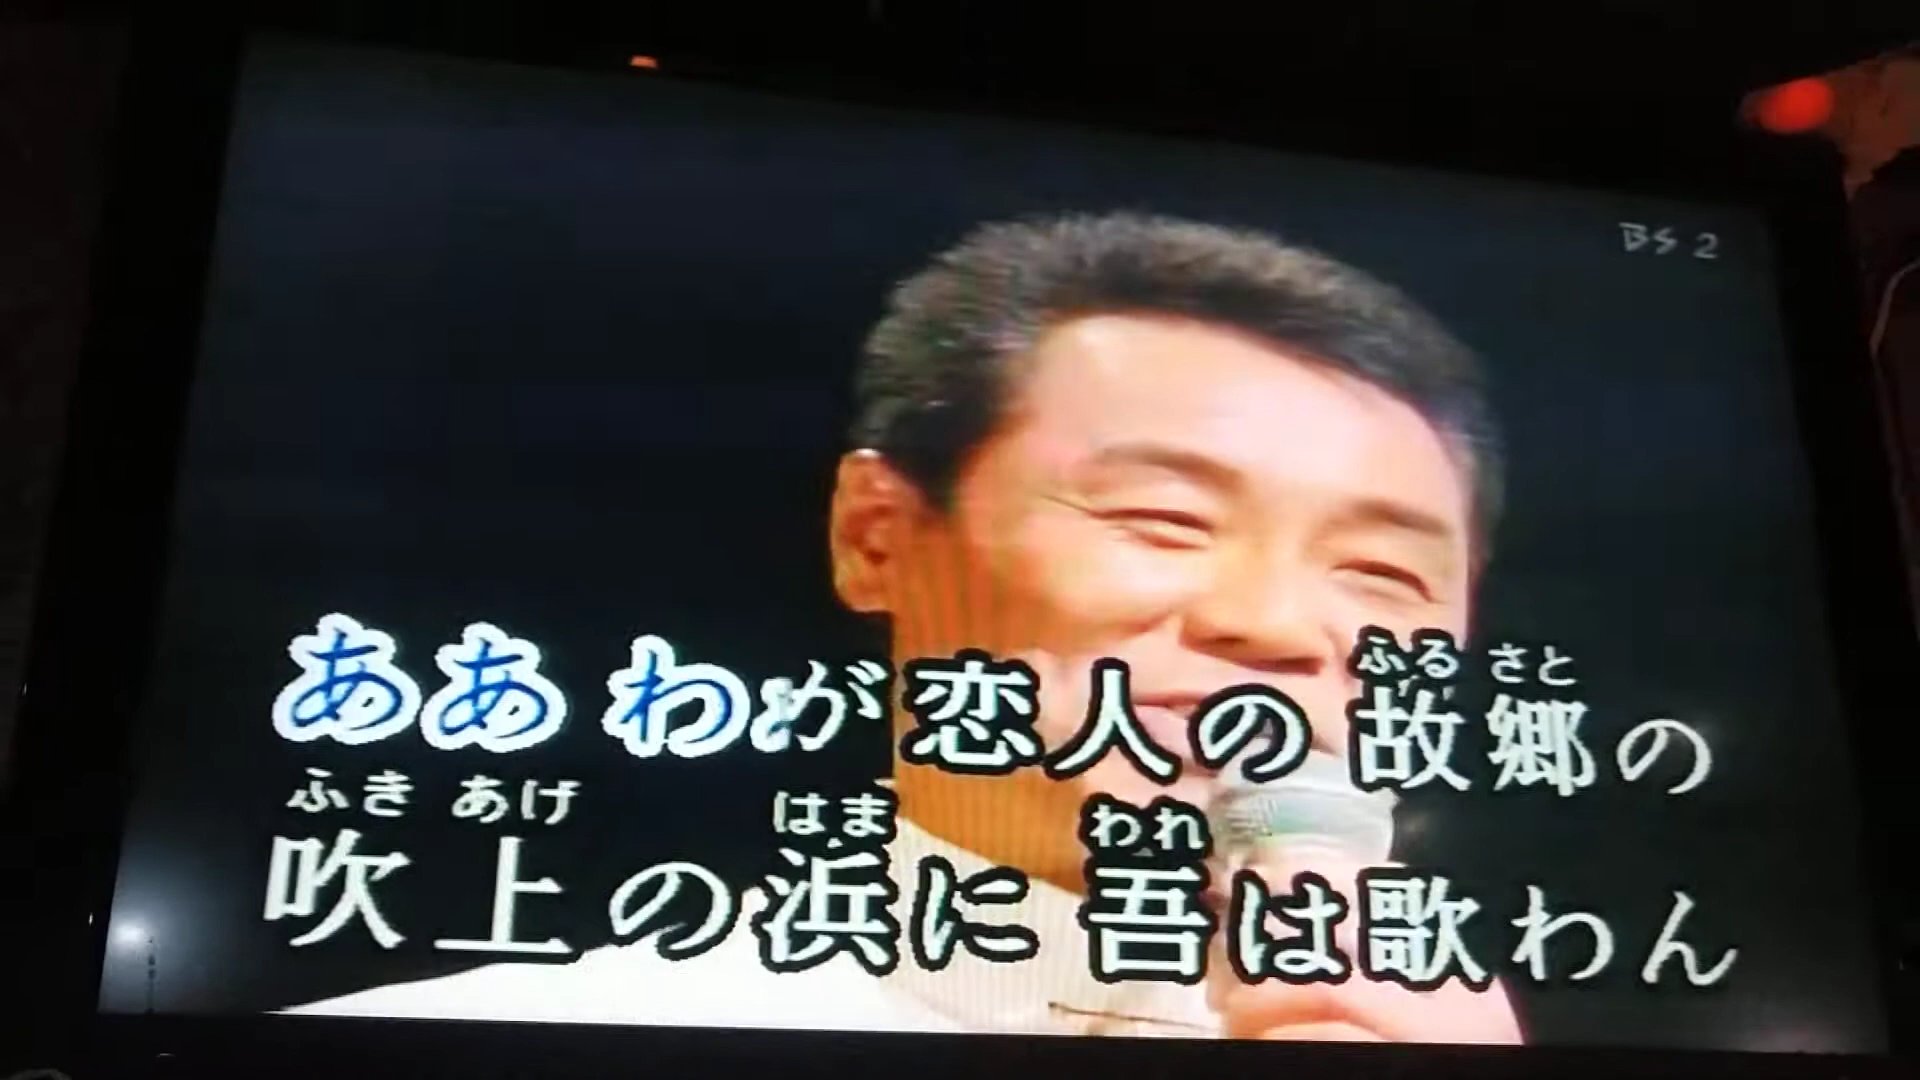 BS2
ふるさと
ああ わが恋人の 故郷の
ふきあげ はま われ
吹上の浜に 吾は歌わん